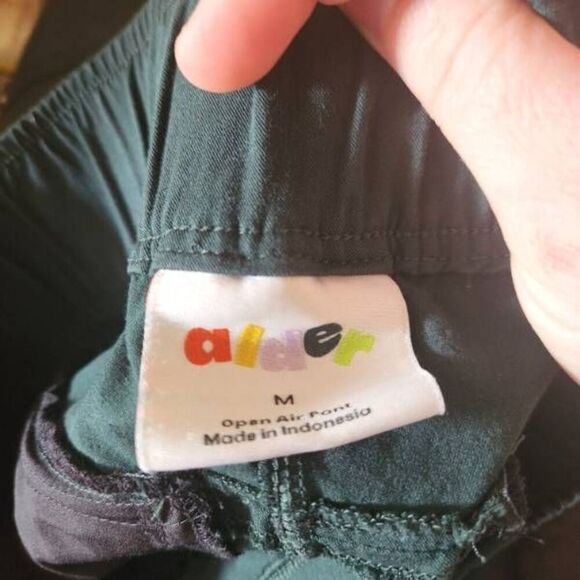 alder
M
Open Air Pant
Made in Indonesia